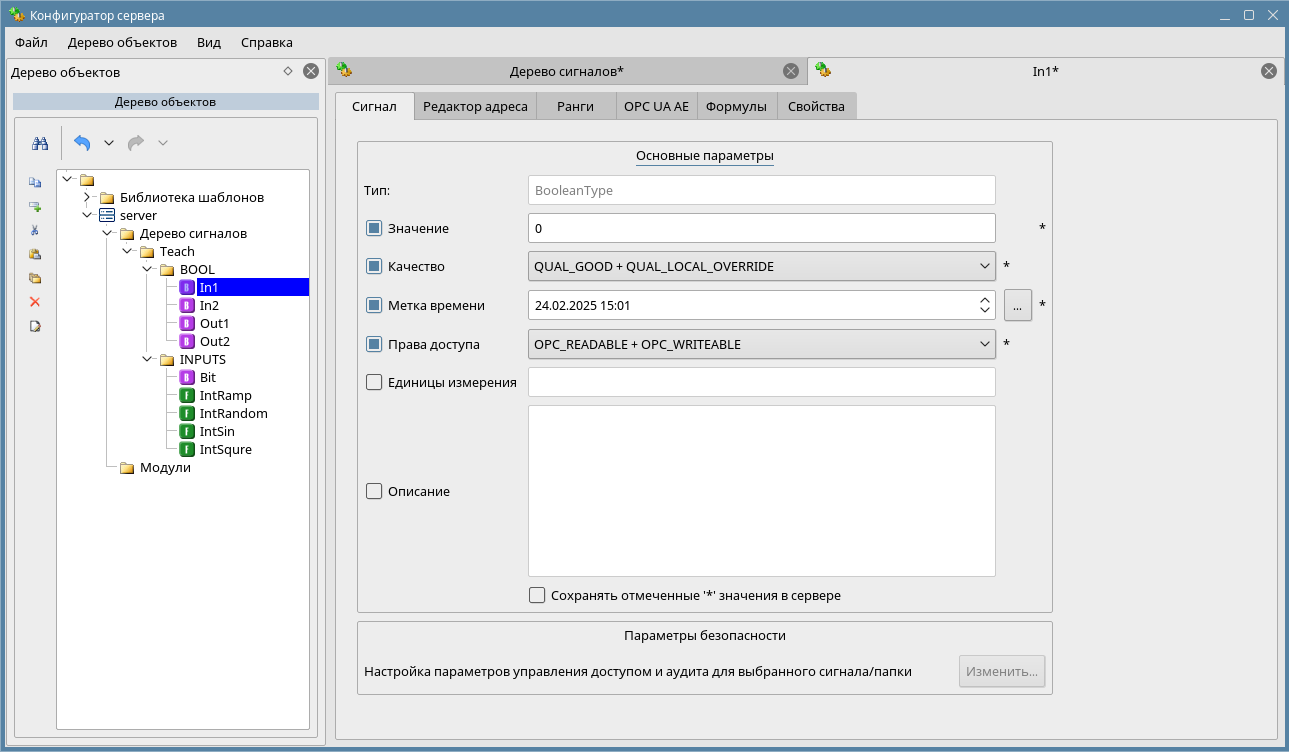 Конфигуратор сервера
Файл Дерево объектов Вид Справка
Дерево объектов
Дерево объектов
Библиотека шаблонов
server
Дерево сигналов
Teach
BOOL
In1
In2
Out1
Out2
INPUTS
Bit
IntRamp
IntRandom
IntSin
IntSqure
Модули
Дерево сигналов*
In1*
Сигнал Редактор адреса Ранги OPC UA AE Формулы Свойства
Основные параметры
Тип: BooleanType
Значение 0 *
Качество QUAL_GOOD + QUAL_LOCAL_OVERRIDE *
Метка времени 24.02.2025 15:01 ... *
Права доступа OPC_READABLE + OPC_WRITEABLE *
Единицы измерения
Описание
Сохранять отмеченные '*' значения в сервере
Параметры безопасности
Настройка параметров управления доступом и аудита для выбранного сигнала/папки Изменить...